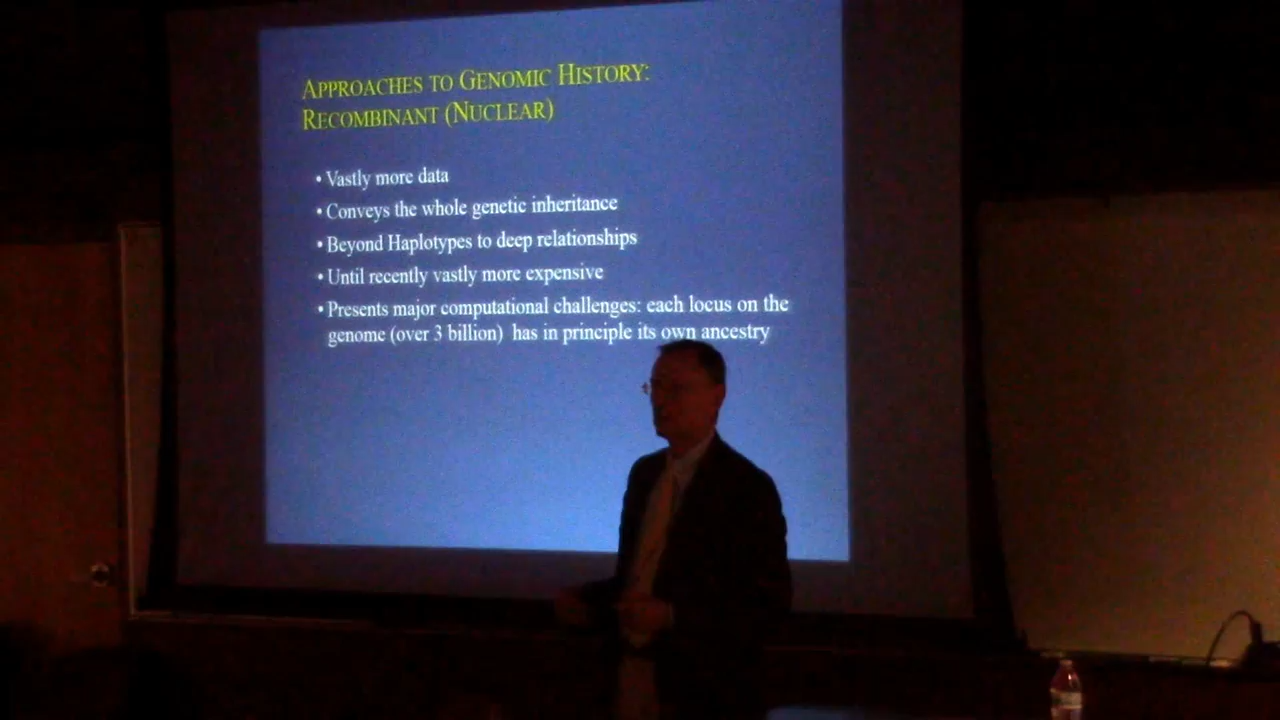 APPROACHES TO GENOMIC HISTORY:
RECOMBINANT (NUCLEAR)
• Vastly more data
• Conveys the whole genetic inheritance
• Beyond Haplotypes to deep relationships
• Until recently vastly more expensive
• Presents major computational challenges: each locus on the
genome (over 3 billion) has in principle its own ancestry